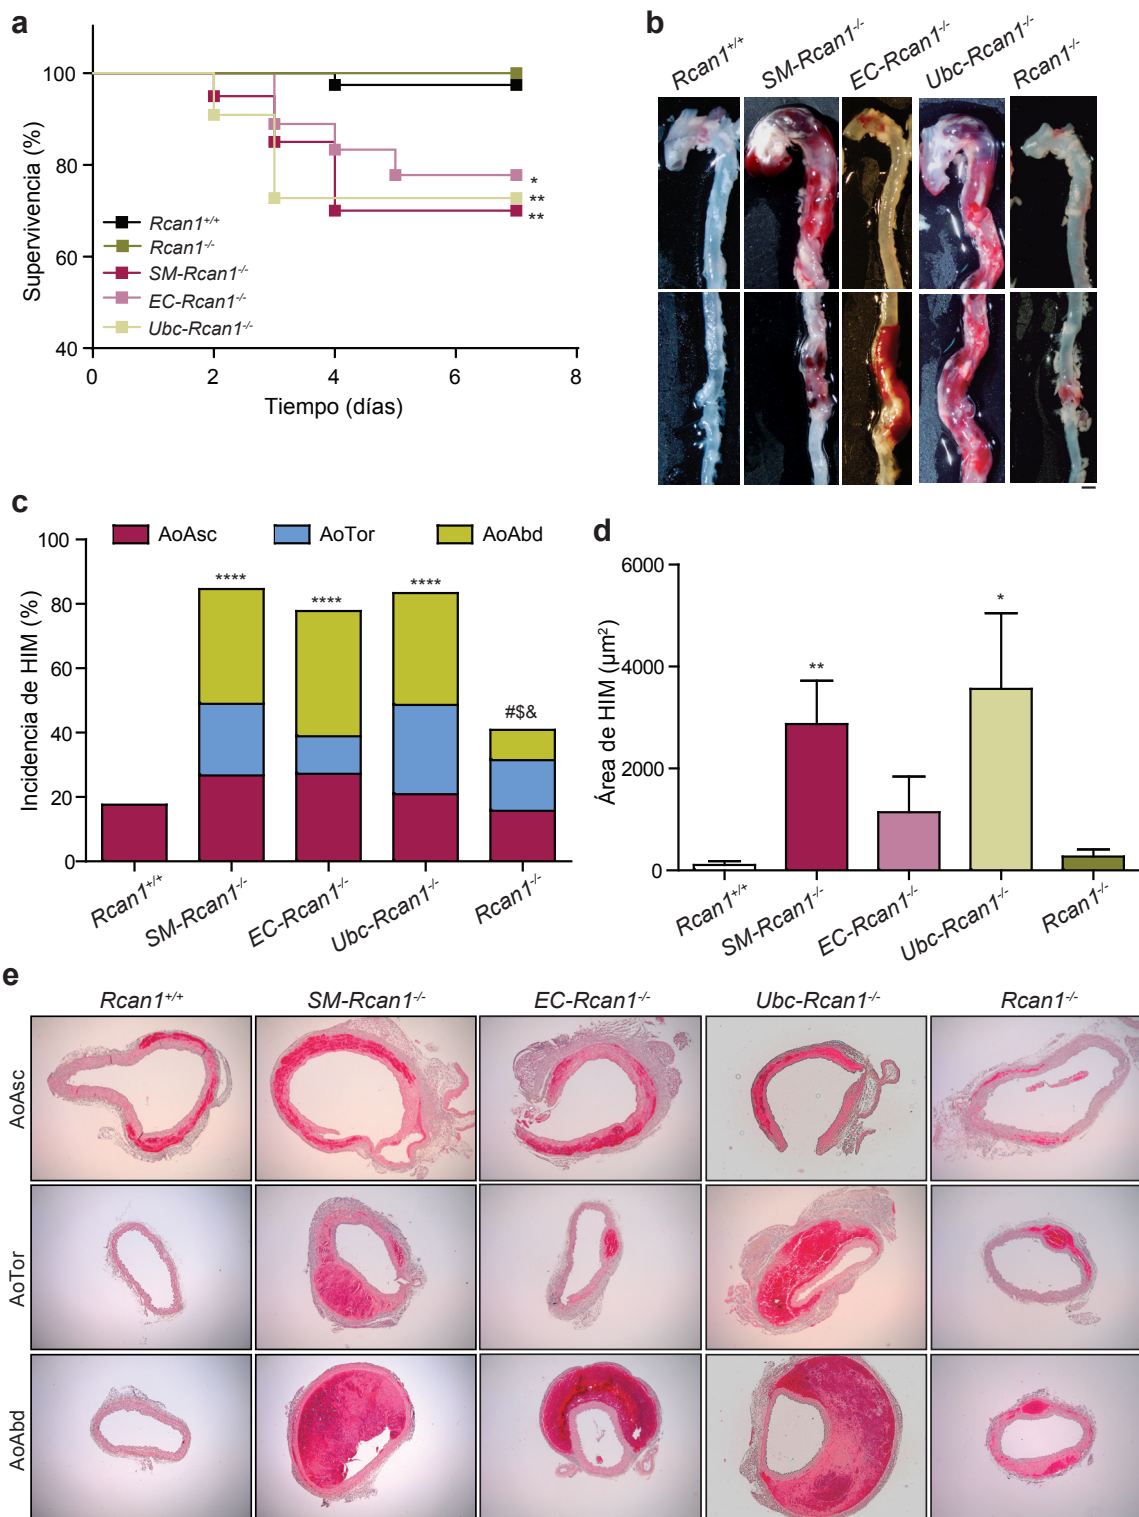 a
Supervivencia (%)
100
80
60
40
0 2 4 6 8
Tiempo (días)
*
**
**
Rcan1+/+
Rcan1-/-
SM-Rcan1-/-
EC-Rcan1-/-
Ubc-Rcan1-/-
b
Rcan1+/+ SM-Rcan1-/- EC-Rcan1-/- Ubc-Rcan1-/- Rcan1-/-
c
AoAsc AoTor AoAbd
Incidencia de HIM (%)
100
80
60
40
20
0
**** **** **** #$&
Rcan1+/+ SM-Rcan1-/- EC-Rcan1-/- Ubc-Rcan1-/- Rcan1-/-
d
Área de HIM (µm²)
6000
4000
2000
0
** *
Rcan1+/+ SM-Rcan1-/- EC-Rcan1-/- Ubc-Rcan1-/- Rcan1-/-
e
Rcan1+/+ SM-Rcan1-/- EC-Rcan1-/- Ubc-Rcan1-/- Rcan1-/-
AoAsc
AoTor
AoAbd